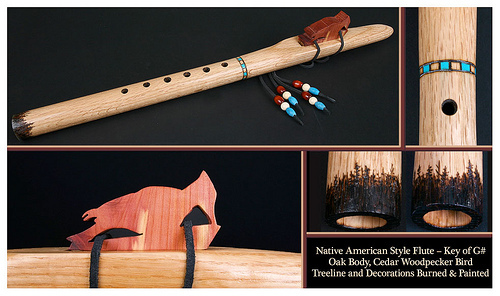 Native American Style Flute – Key of G#
Oak Body, Cedar Woodpecker Bird
Treeline and Decorations Burned & Painted